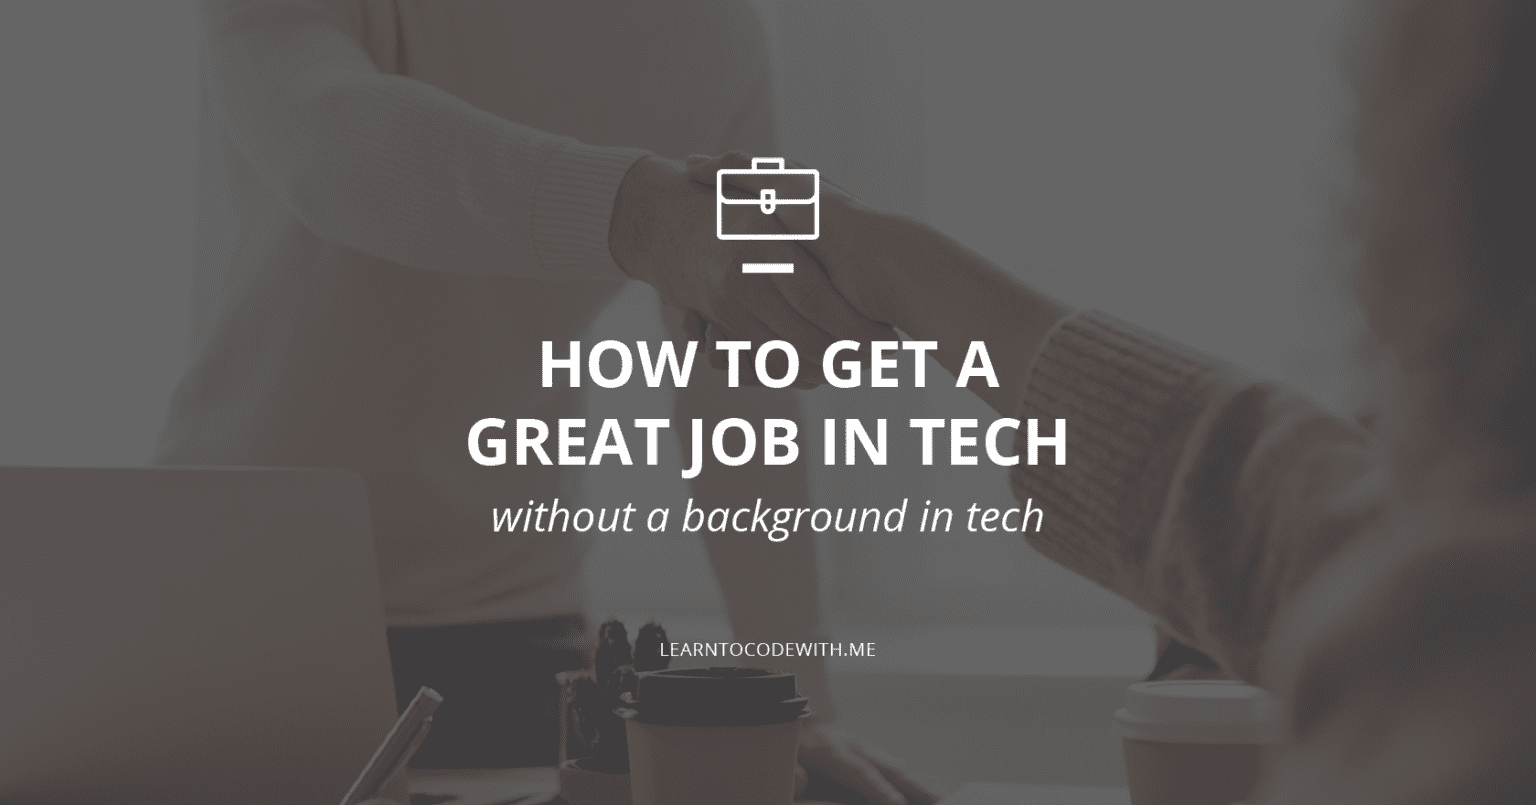 HOW TO GET A
GREAT JOB IN TECH
without a background in tech
LEARNTOCODEWITH.ME